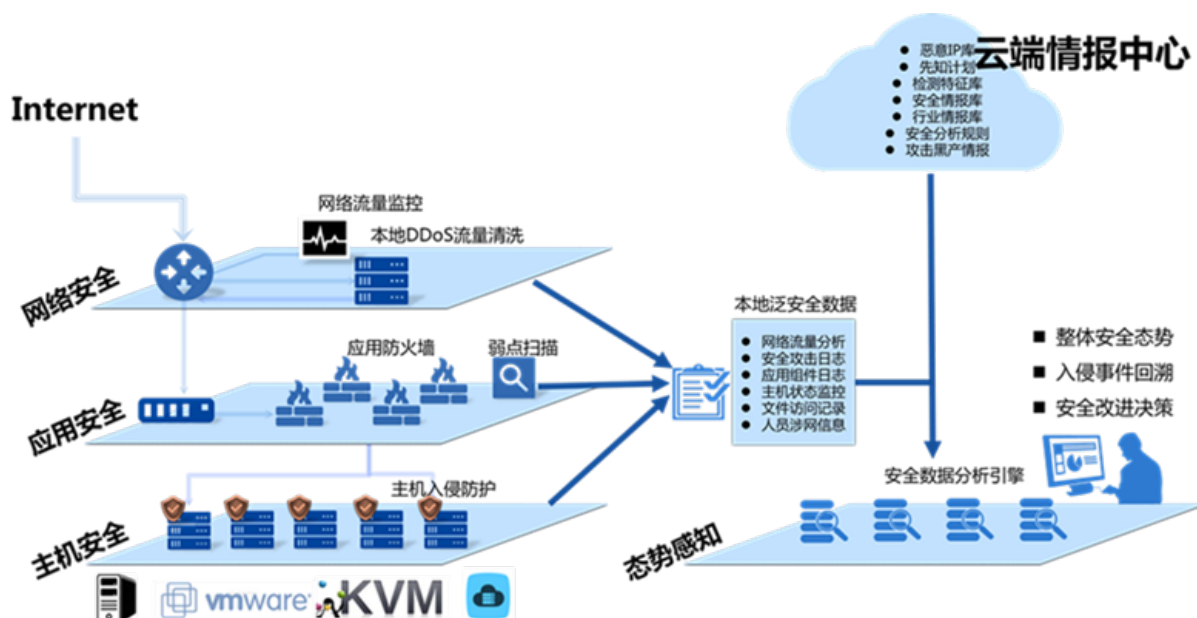 恶意IP库
先知计划
检测特征库
安全情报库
行业情报库
安全分析规则
攻击黑产情报
云端情报中心
Internet
网络流量监控
本地DDoS流量清洗
网络安全
应用防火墙
弱点扫描
应用安全
主机入侵防护
主机安全
vmware
KVM
本地泛安全数据
网络流量分析
安全攻击日志
应用组件日志
主机状态监控
文件访问记录
人员涉网信息
整体安全态势
入侵事件回溯
安全改进决策
安全数据分析引擎
态势感知